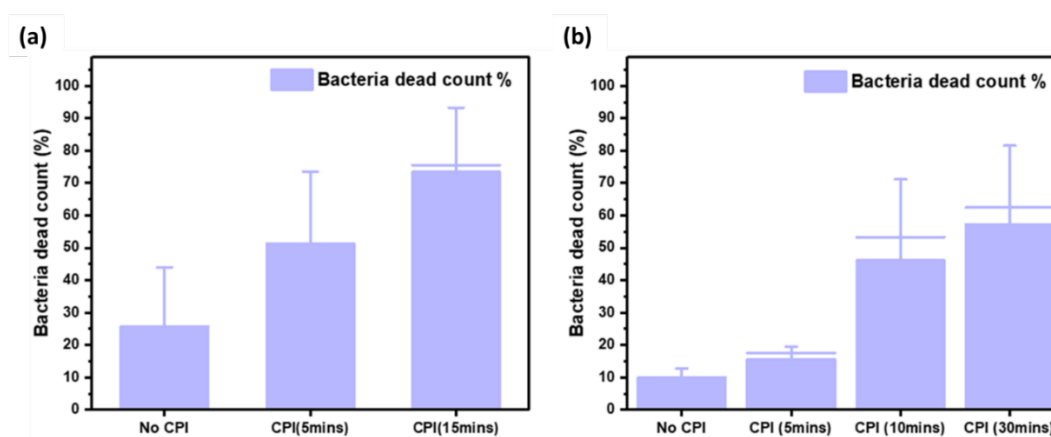 (a)
Bacteria dead count %
Bacteria dead count (%)
100
90
80
70
60
50
40
30
20
10
0
No CPI
CPI(5mins)
CPI(15mins)
(b)
Bacteria dead count %
Bacteria dead count (%)
100
90
80
70
60
50
40
30
20
10
0
No CPI
CPI (5mins)
CPI (10mins)
CPI (30mins)